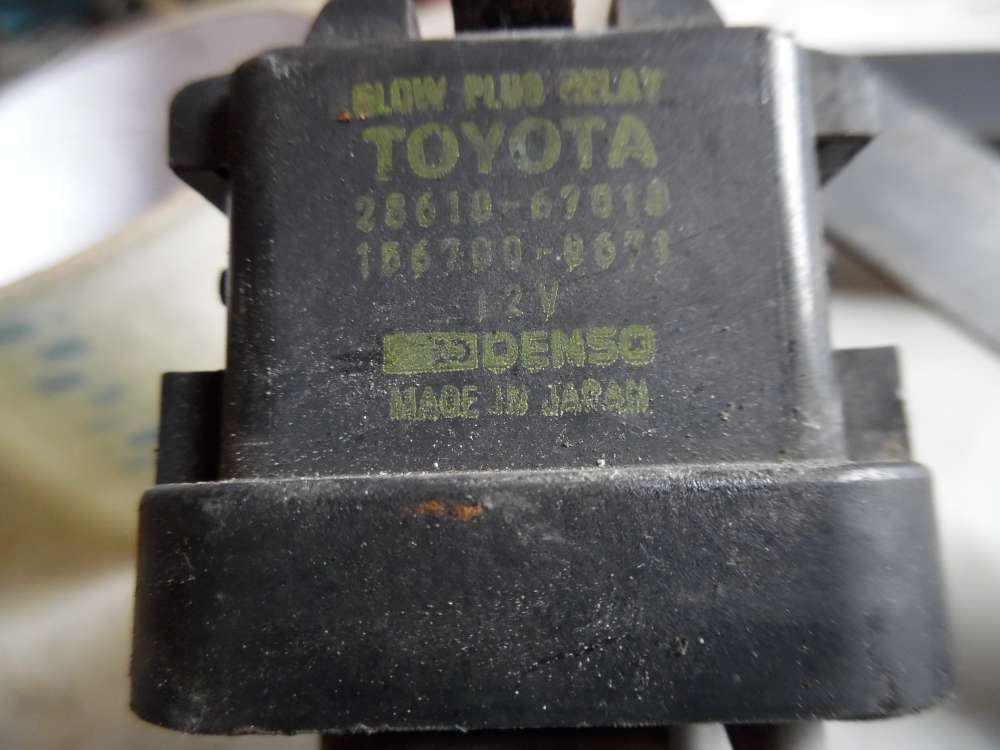 GLOW PLUG RELAY
TOYOTA
28610-67010
156700-0671
12V
DENSO
MADE IN JAPAN